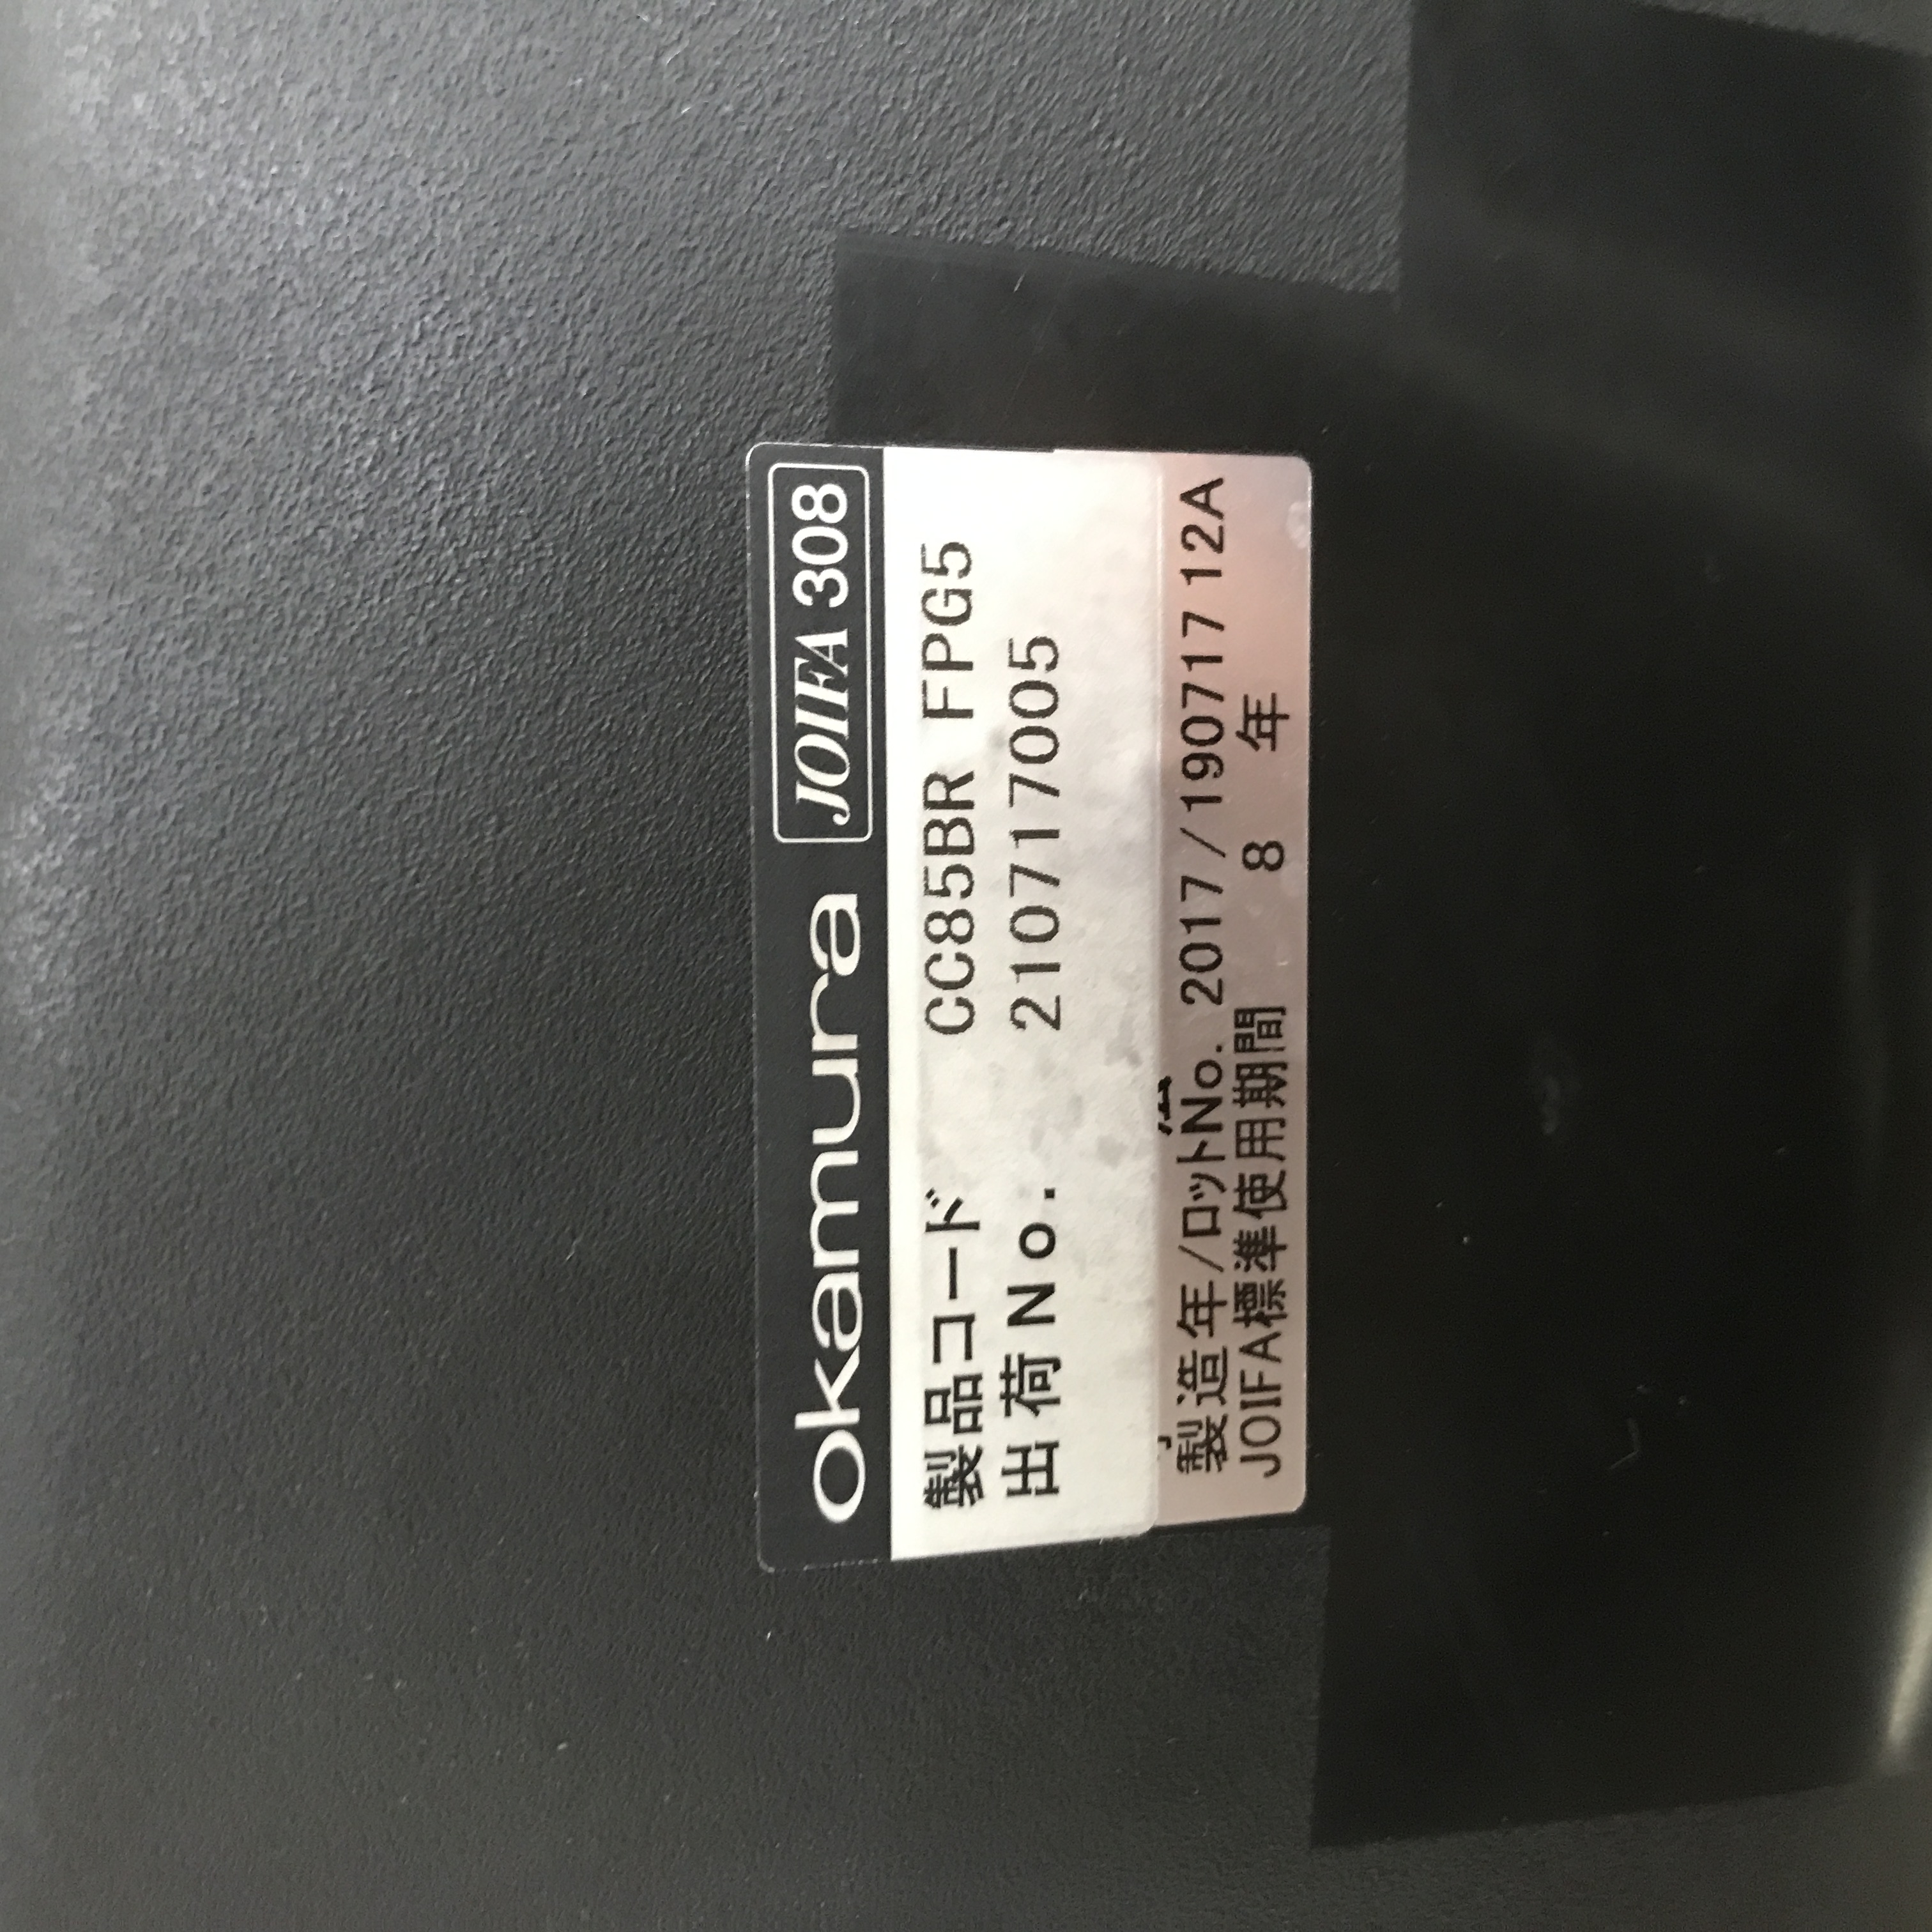 okamura JOIFA 308
製品コード CC85BR FPG5
出荷No. 210717005
製造年/ロットNo. 2017/190717 12A
JOIFA標準使用期間 8 年